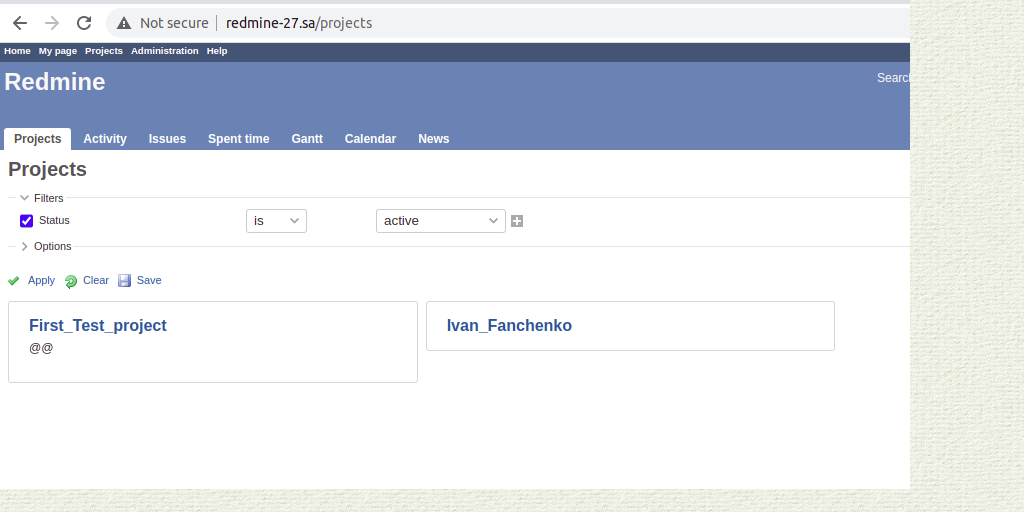 Not secure | redmine-27.sa/projects
Home My page Projects Administration Help
Redmine
Searc
Projects Activity Issues Spent time Gantt Calendar News
Projects
Filters
Status is active
Options
Apply Clear Save
First_Test_project Ivan_Fanchenko
@@